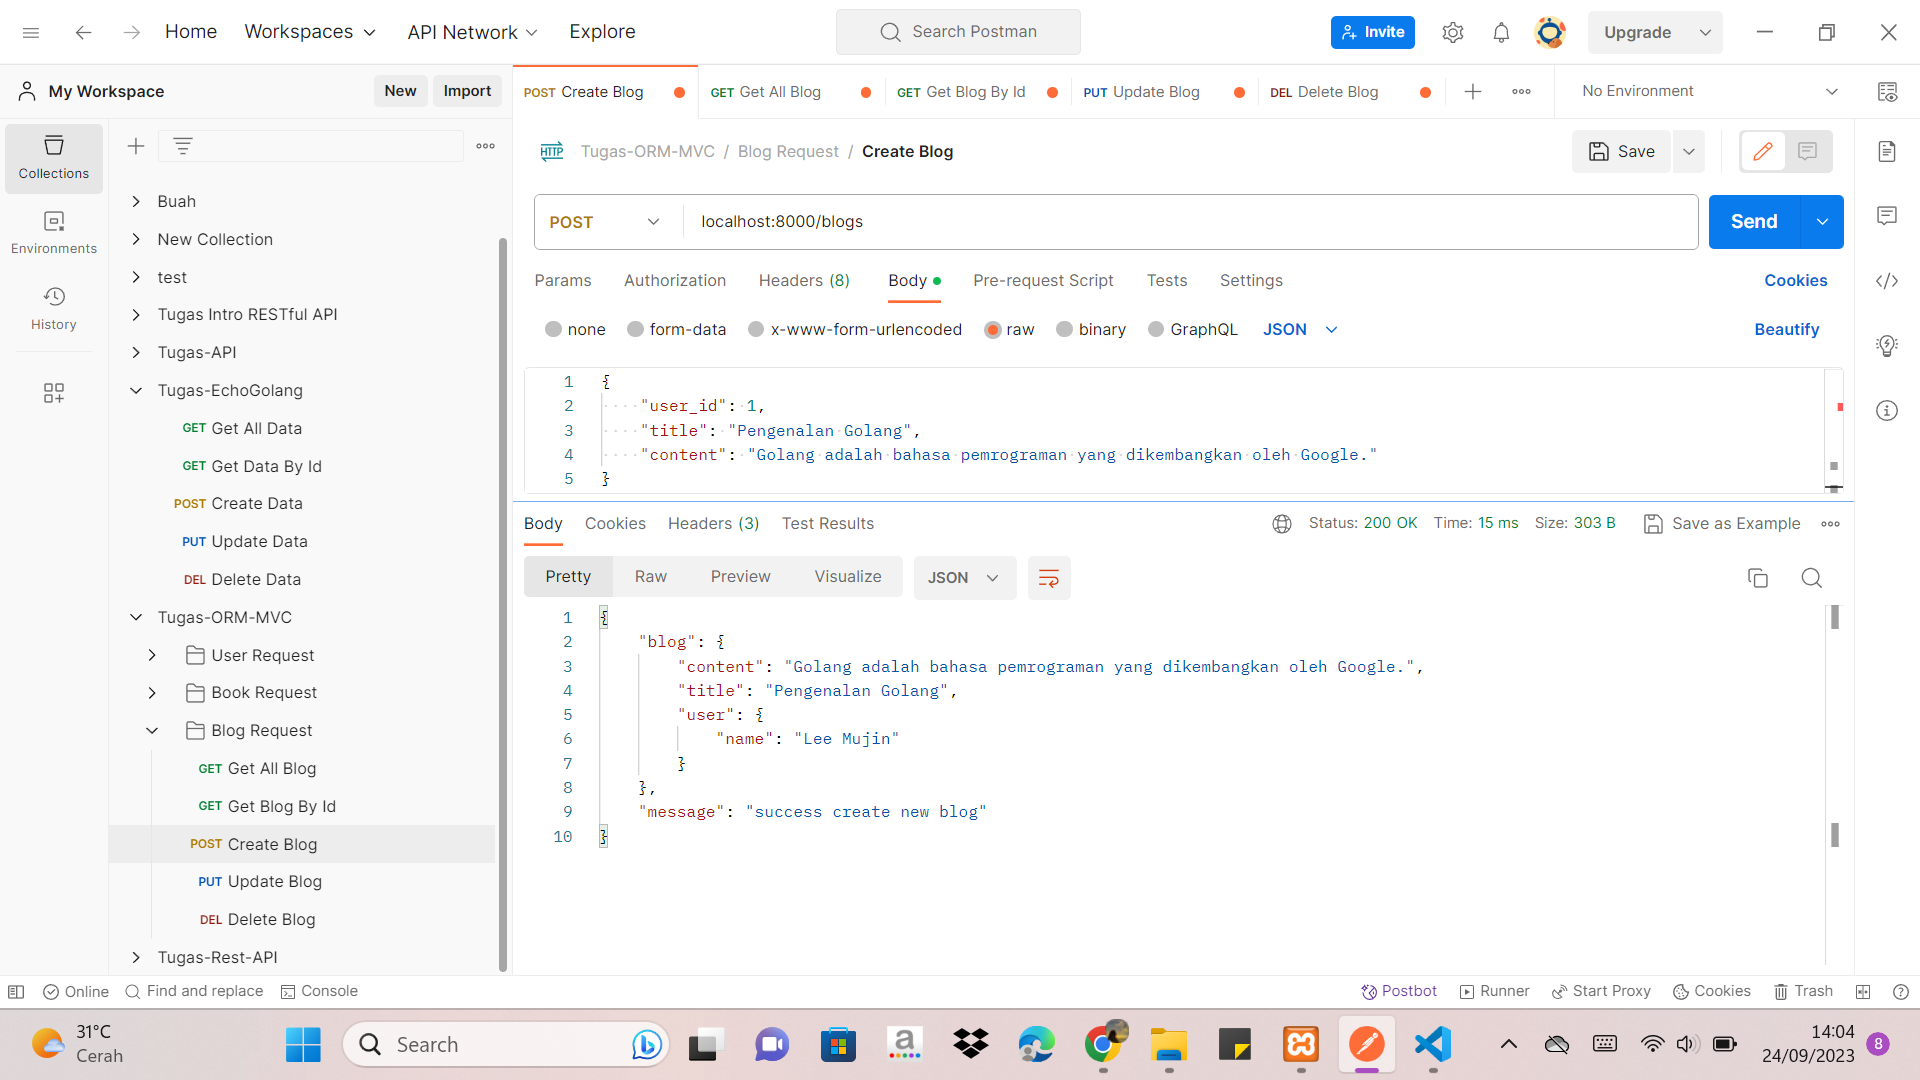 Home
Workspaces
API Network
Explore
Search Postman
Invite
Upgrade
My Workspace
New
Import
POST Create Blog
GET Get All Blog
GET Get Blog By Id
PUT Update Blog
DEL Delete Blog
No Environment
Collections
Environments
History
Buah
New Collection
test
Tugas Intro RESTful API
Tugas-API
Tugas-EchoGolang
GET Get All Data
GET Get Data By Id
POST Create Data
PUT Update Data
DEL Delete Data
Tugas-ORM-MVC
User Request
Book Request
Blog Request
GET Get All Blog
GET Get Blog By Id
POST Create Blog
PUT Update Blog
DEL Delete Blog
Tugas-Rest-API
HTTP Tugas-ORM-MVC / Blog Request / Create Blog
Save
POST localhost:8000/blogs
Send
Params Authorization Headers (8) Body Pre-request Script Tests Settings Cookies
none form-data x-www-form-urlencoded raw binary GraphQL JSON Beautify
1 {
2 "user_id": 1,
3 "title": "Pengenalan Golang",
4 "content": "Golang adalah bahasa pemrograman yang dikembangkan oleh Google."
5 }
Body Cookies Headers (3) Test Results Status: 200 OK Time: 15 ms Size: 303 B Save as Example
Pretty Raw Preview Visualize JSON
1 {
2 "blog": {
3 "content": "Golang adalah bahasa pemrograman yang dikembangkan oleh Google.",
4 "title": "Pengenalan Golang",
5 "user": {
6 "name": "Lee Mujin"
7 }
8 },
9 "message": "success create new blog"
10 }
Online Find and replace Console Postbot Runner Start Proxy Cookies Trash
31°C
Cerah
Search
a
14:04
24/09/2023
8